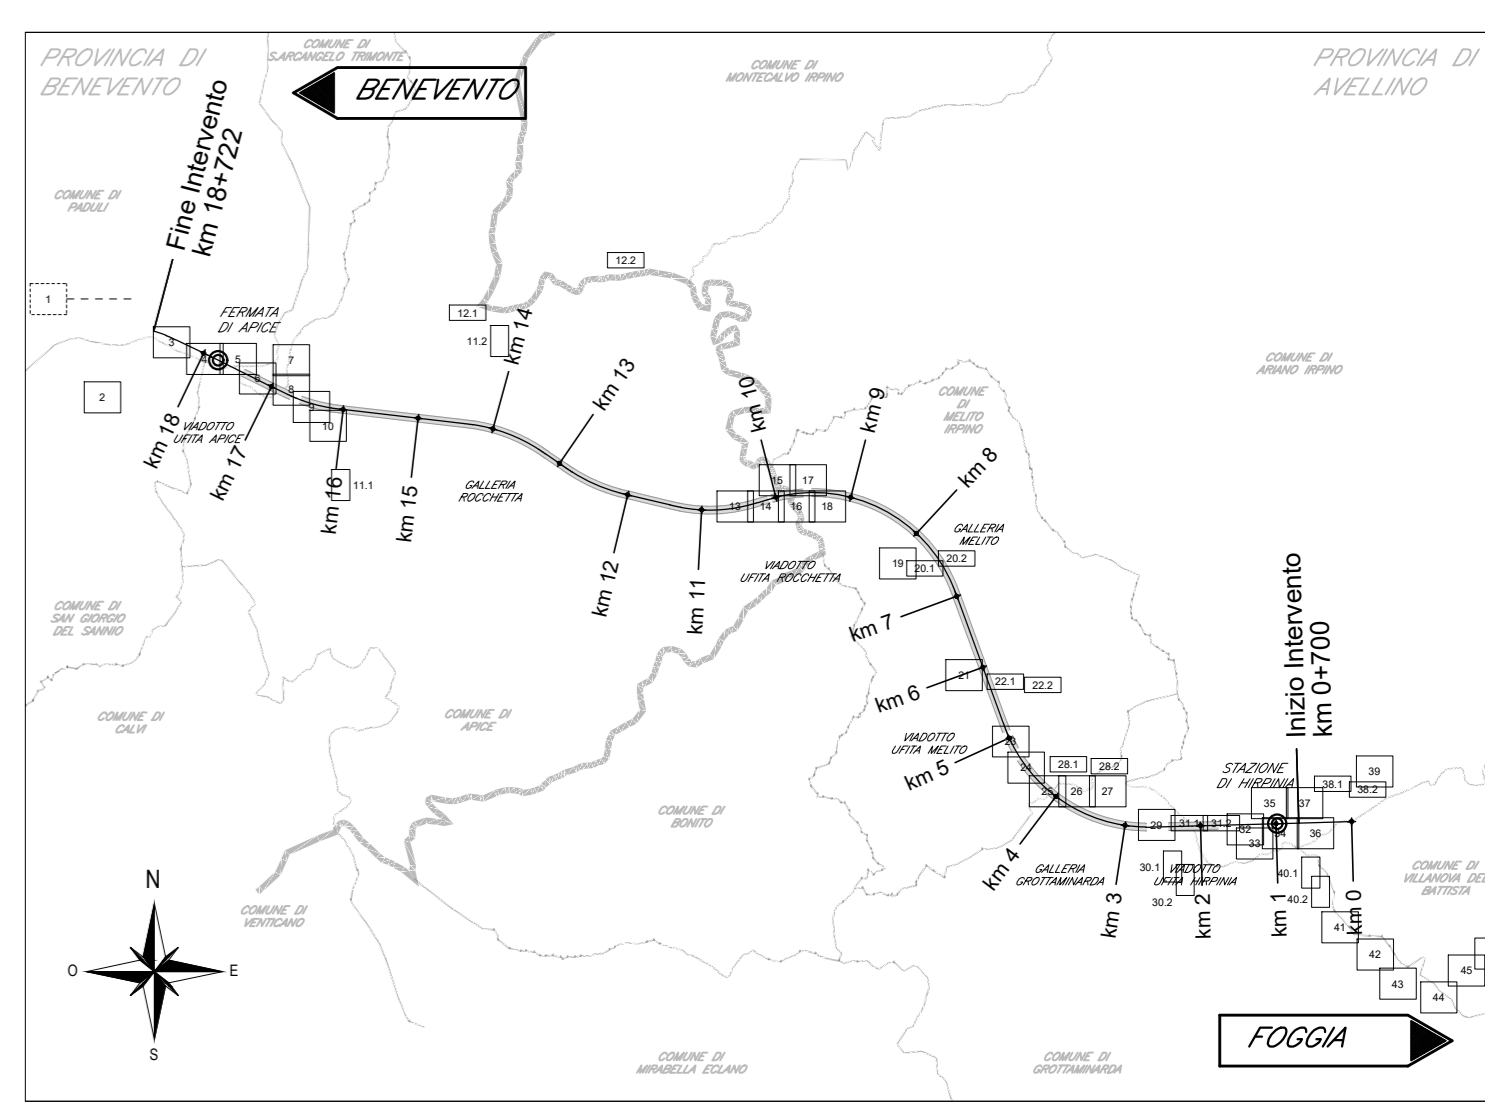 PROVINCIA DI
BENEVENTO
COMUNE DI
S.ARCANGELO TRIMONTE
BENEVENTO
COMUNE DI
MONTECALVO IRPINO
PROVINCIA DI
AVELLINO
Fine Intervento
km 18+722
COMUNE DI
PADULI
1
12.2
12.1
11.2
FERMATA
DI APICE
3
4
5
6
7
8
9
10
2
km 18
VIADOTTO
UFITA APICE
km 17
km 16
11.1
km 15
km 14
km 13
GALLERIA
ROCCHETTA
km 12
km 11
km 10
km 9
13
14
15
16
17
18
VIADOTTO
UFITA ROCCHETTA
COMUNE
DI
MELITO
IRPINO
COMUNE DI
ARIANO IRPINO
km 8
GALLERIA
MELITO
19
20.1
20.2
km 7
COMUNE DI
SAN GIORGIO
DEL SANNIO
COMUNE DI
CALVI
COMUNE DI
APICE
km 6
21
22.1
22.2
VIADOTTO
UFITA MELITO
km 5
23
24
25
26
27
28.1
28.2
Inizio Intervento
km 0+700
STAZIONE
DI HIRPINIA
35
37
38.1
38.2
39
29
31.1
31.2
32
33
34
36
COMUNE DI
BONITO
km 4
GALLERIA
GROTTAMINARDA
km 3
30.1
30.2
VIADOTTO
UFITA HIRPINIA
km 2
km 1
40.1
40.2
km 0
41
42
43
44
45
COMUNE DI
VILLANOVA DEL
BATTISTA
COMUNE DI
VENTICANO
N
O
E
S
COMUNE DI
MIRABELLA ECLANO
COMUNE DI
GROTTAMINARDA
FOGGIA